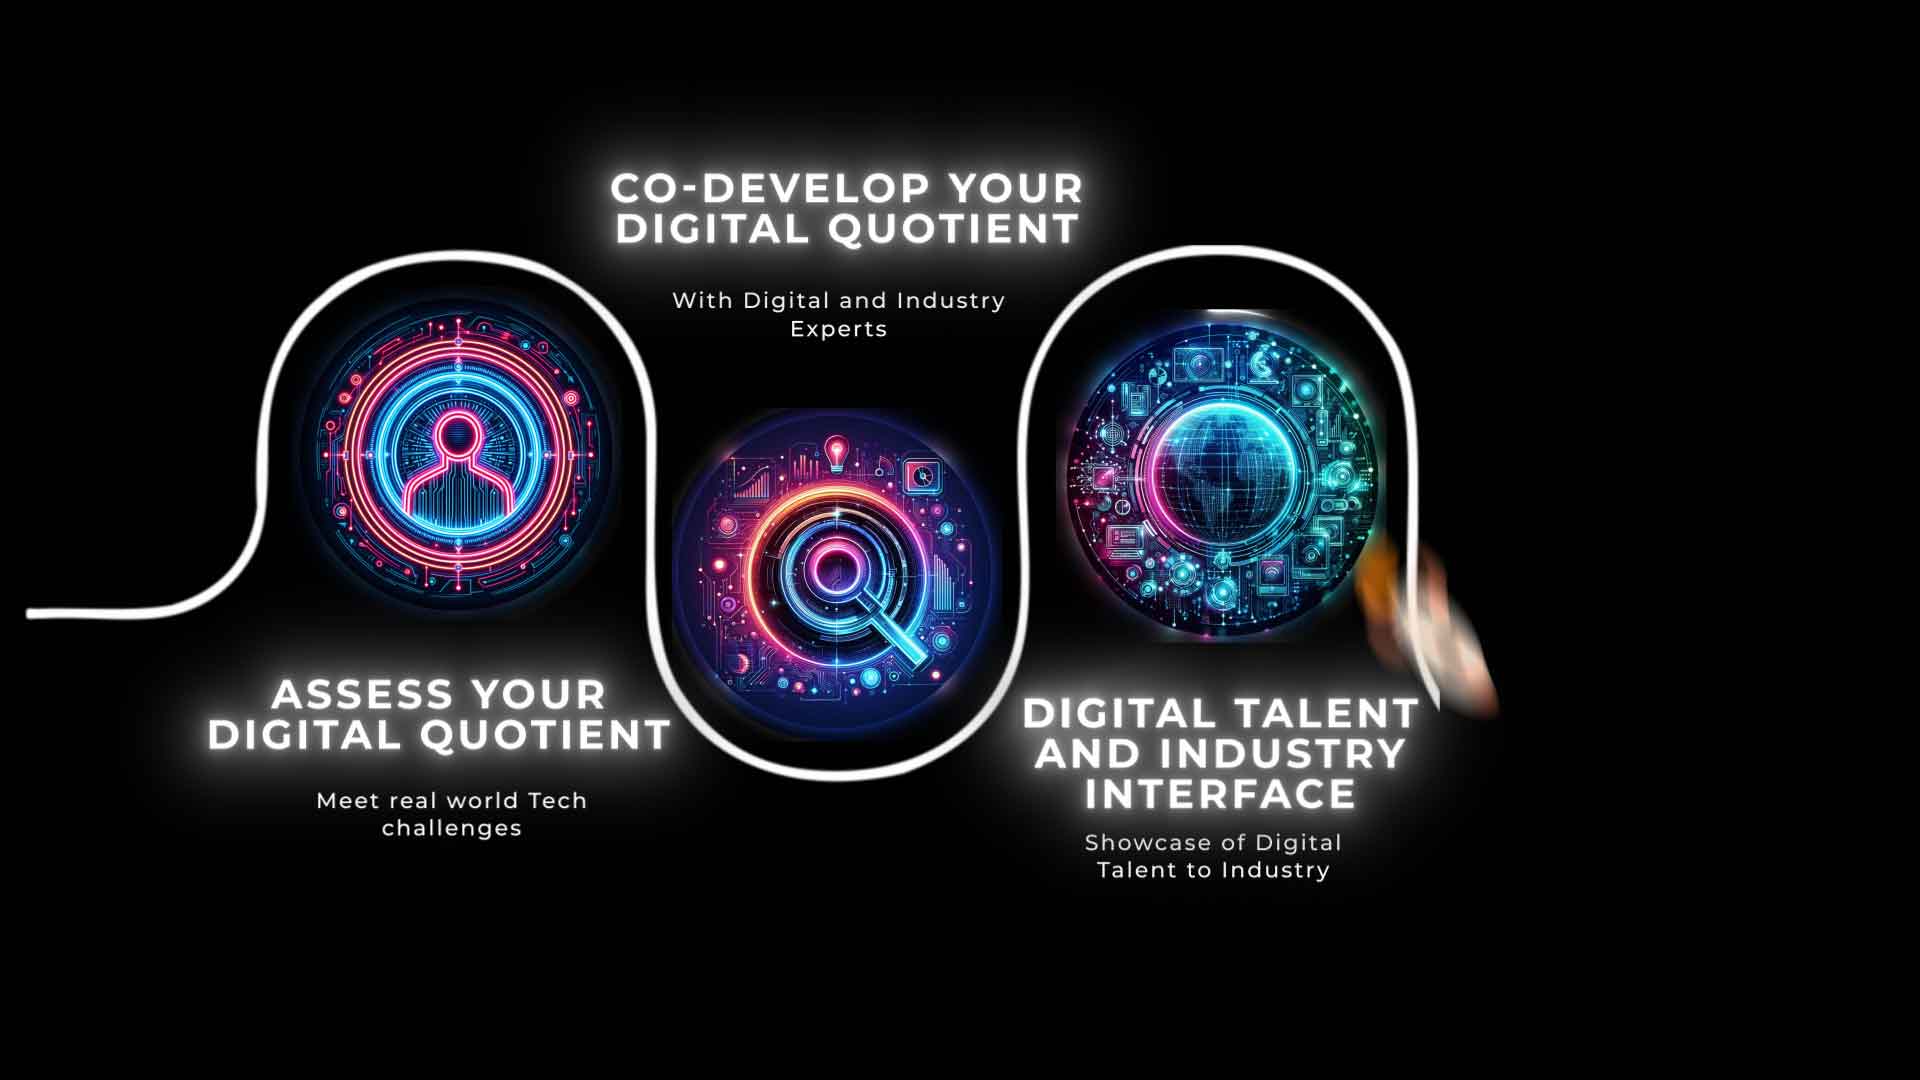 CO-DEVELOP YOUR
DIGITAL QUOTIENT
With Digital and Industry
Experts
ASSESS YOUR
DIGITAL QUOTIENT
Meet real world Tech
challenges
DIGITAL TALENT
AND INDUSTRY
INTERFACE
Showcase of Digital
Talent to Industry